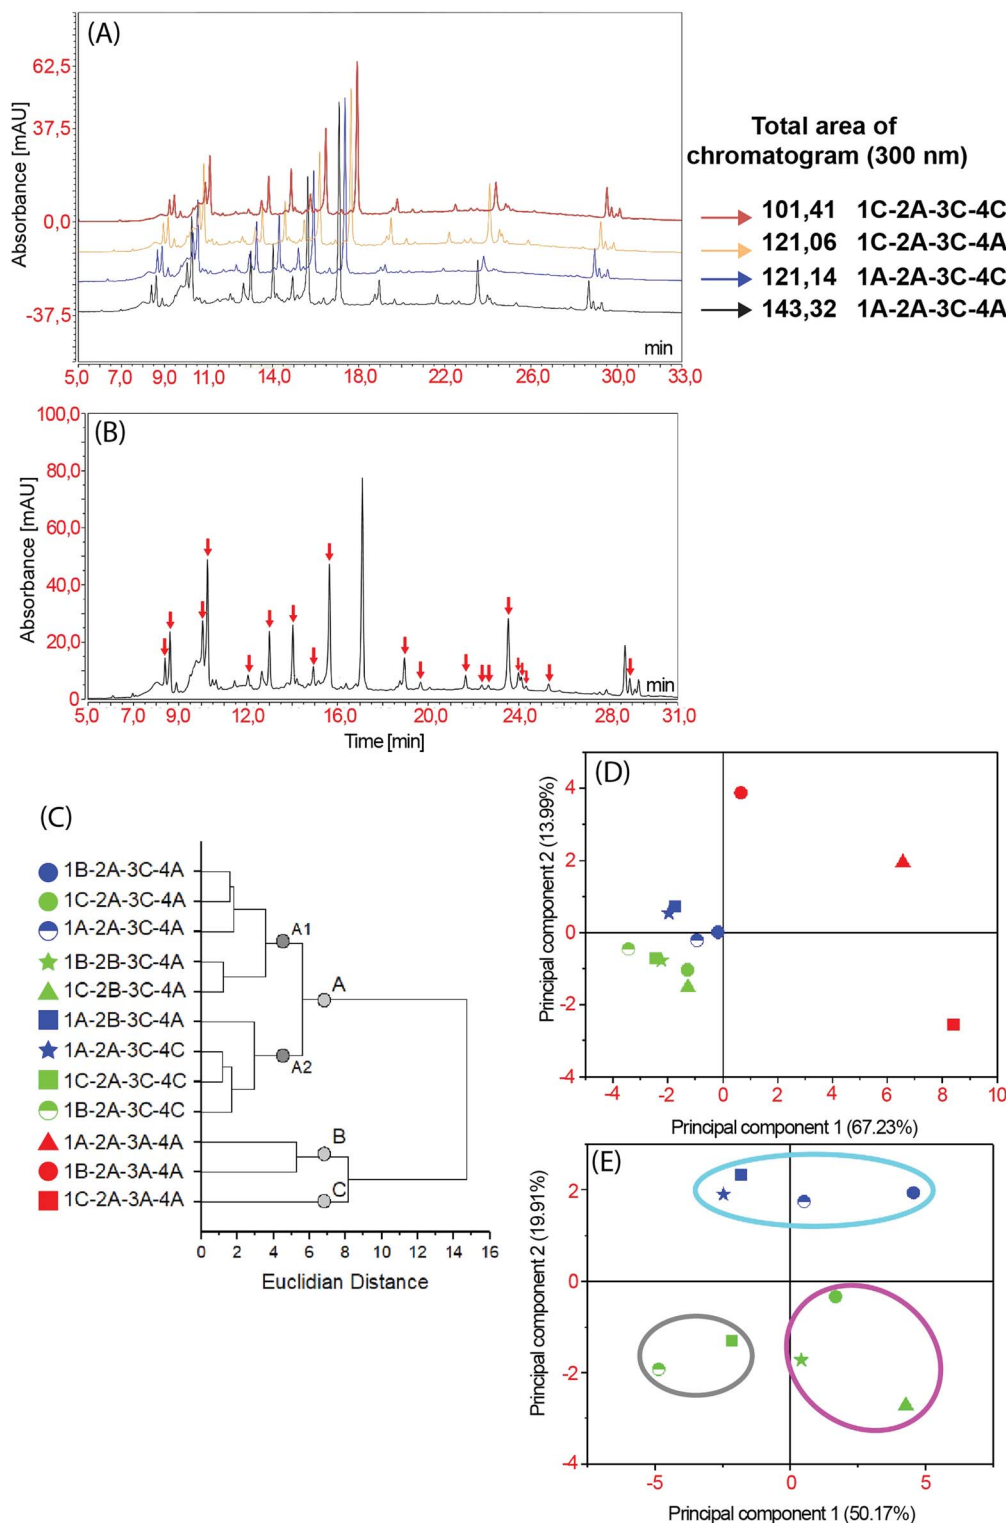 (A)
Absorbance [mAU]
62,5
37,5
0,0
-37,5
min
5,0 7,0 9,0 11,0 14,0 18,0 22,0 26,0 33,0
Total area of
chromatogram (300 nm)
101,41 1C-2A-3C-4C
121,06 1C-2A-3C-4A
121,14 1A-2A-3C-4C
143,32 1A-2A-3C-4A
(B)
Absorbance [mAU]
100,0
80,0
60,0
40,0
20,0
0
min
5,0 7,0 9,0 12,0 16,0 20,0 24,0 28,0 31,0
Time [min]
(C)
1B-2A-3C-4A
1C-2A-3C-4A
1A-2A-3C-4A
1B-2B-3C-4A
1C-2B-3C-4A
1A-2B-3C-4A
1A-2A-3C-4C
1C-2A-3C-4C
1B-2A-3C-4C
1A-2A-3A-4A
1B-2A-3A-4A
1C-2A-3A-4A
A1
A
A2
B
C
0 2 4 6 8 10 12 14 16
Euclidian Distance
(D)
Principal component 2 (13.99%)
4
2
0
-2
-4
-4 -2 0 2 4 6 8 10
Principal component 1 (67.23%)
(E)
Principal component 2 (19.91%)
2
0
-2
-4
-5 0 5
Principal component 1 (50.17%)